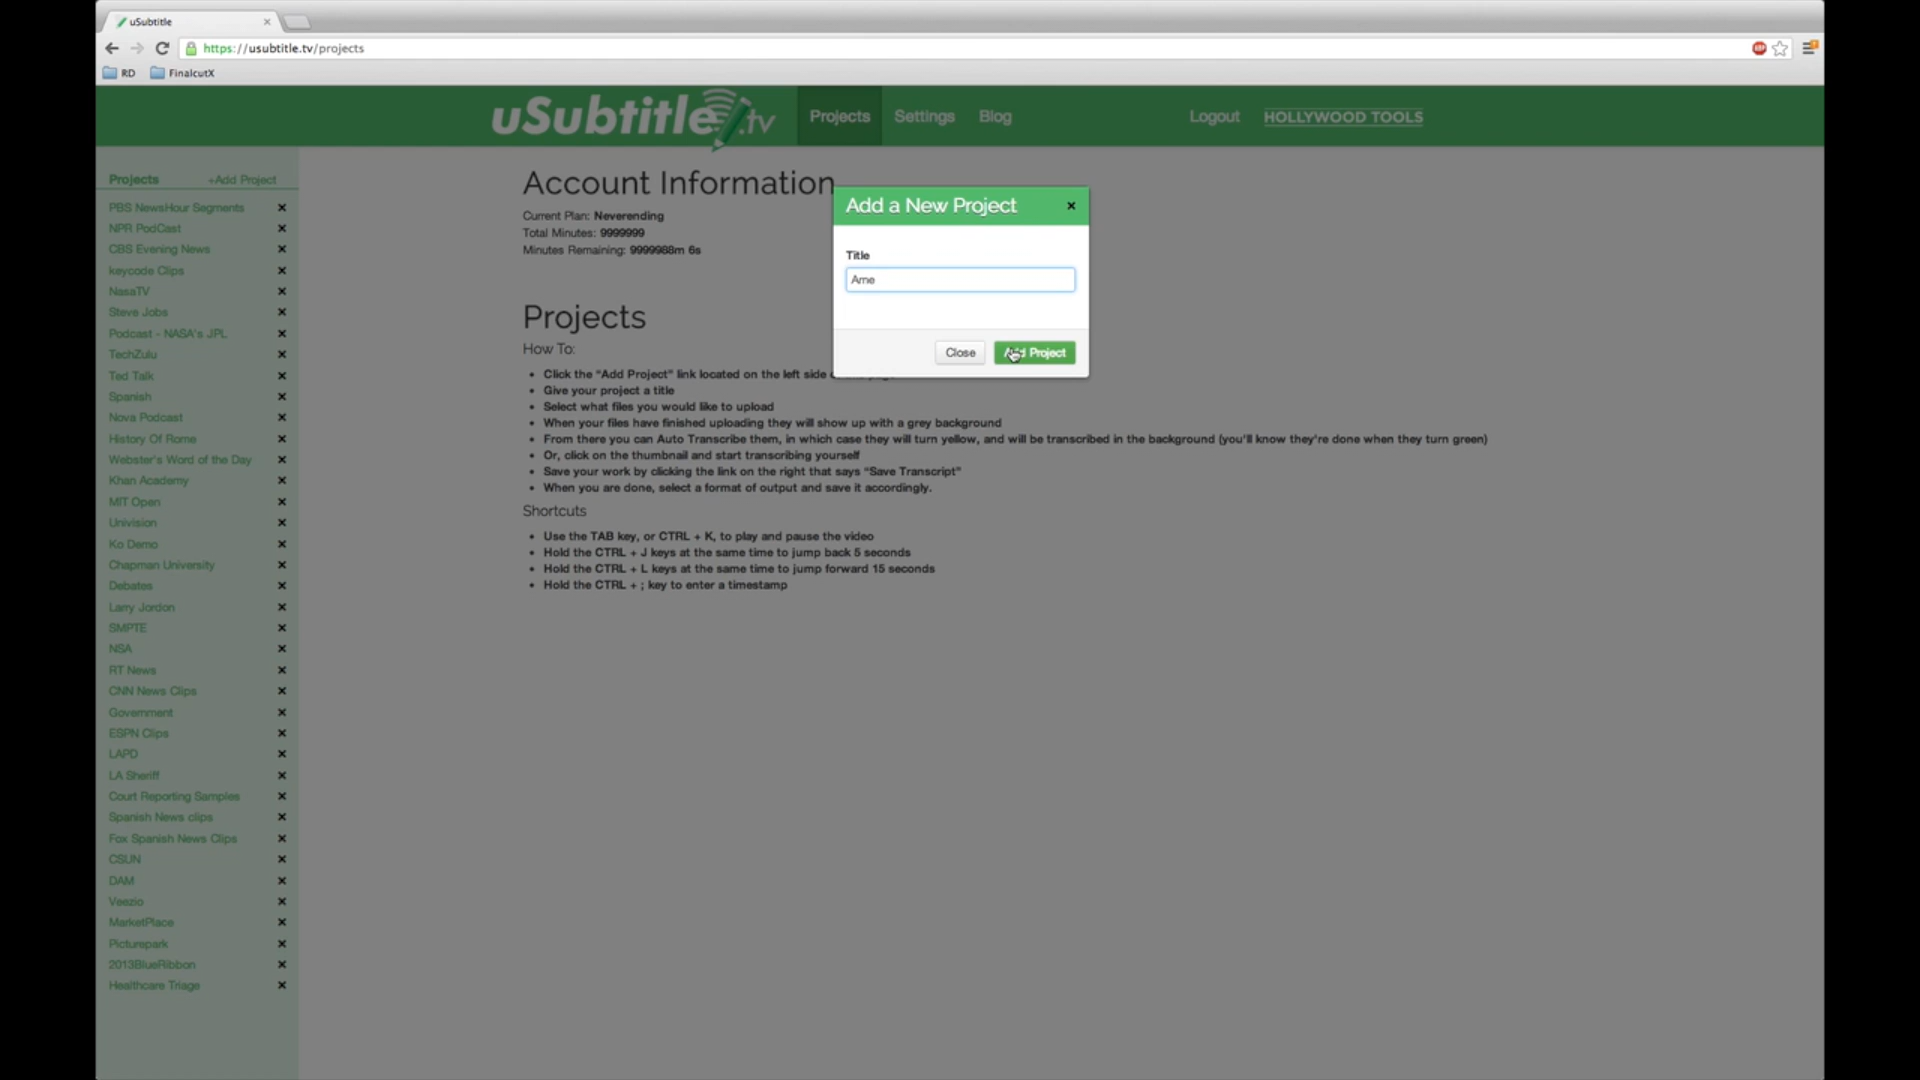 uSubtitle
https://usubtitle.tv/projects
RD
FinalcutX
uSubtitle.tv
Projects
Settings
Blog
Logout
HOLLYWOOD TOOLS
Projects
+Add Project
PBS NewsHour Segments
NPR PodCast
CBS Evening News
keycode Clips
NasaTV
Steve Jobs
Podcast - NASA's JPL
TechZulu
Ted Talk
Spanish
Nova Podcast
History Of Rome
Webster's Word of the Day
Khan Academy
MIT Open
Univision
Ko Demo
Chapman University
Debates
Larry Jordon
SMPTE
NSA
RT News
CNN News Clips
Government
ESPN Clips
LAPD
LA Sheriff
Court Reporting Samples
Spanish News clips
Fox Spanish News Clips
CSUN
DAM
Veezio
MarketPlace
Picturepark
2013BlueRibbon
Healthcare Triage
Account Information
Current Plan: Neverending
Total Minutes: 9999999
Minutes Remaining: 9999988m 6s
Projects
How To:
Click the "Add Project" link located on the left side
Give your project a title
Select what files you would like to upload
When your files have finished uploading they will show up with a grey background
From there you can Auto Transcribe them, in which case they will turn yellow, and will be transcribed in the background (you'll know they're done when they turn green)
Or, click on the thumbnail and start transcribing yourself
Save your work by clicking the link on the right that says "Save Transcript"
When you are done, select a format of output and save it accordingly.
Shortcuts
Use the TAB key, or CTRL + K, to play and pause the video
Hold the CTRL + J keys at the same time to jump back 5 seconds
Hold the CTRL + L keys at the same time to jump forward 15 seconds
Hold the CTRL + ; key to enter a timestamp
Add a New Project
Title
Ame
Close
Add Project